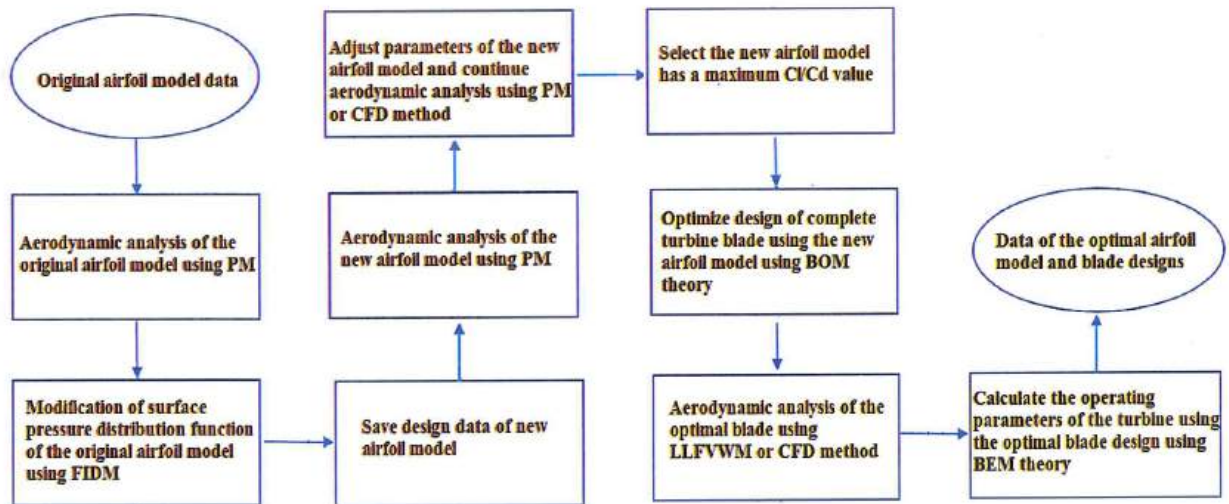 Original airfoil model data
Aerodynamic analysis of the
original airfoil model using PM
Modification of surface
pressure distribution function
of the original airfoil model
using FIDM
Save design data of new
airfoil model
Aerodynamic analysis of the
new airfoil model using PM
Adjust parameters of the new
airfoil model and continue
aerodynamic analysis using PM
or CFD method
Select the new airfoil model
has a maximum Cl/Cd value
Optimize design of complete
turbine blade using the new
airfoil model using BOM
theory
Aerodynamic analysis of the
optimal blade using
LLFVWM or CFD method
Calculate the operating
parameters of the turbine using
the optimal blade design using
BEM theory
Data of the optimal airfoil
model and blade designs